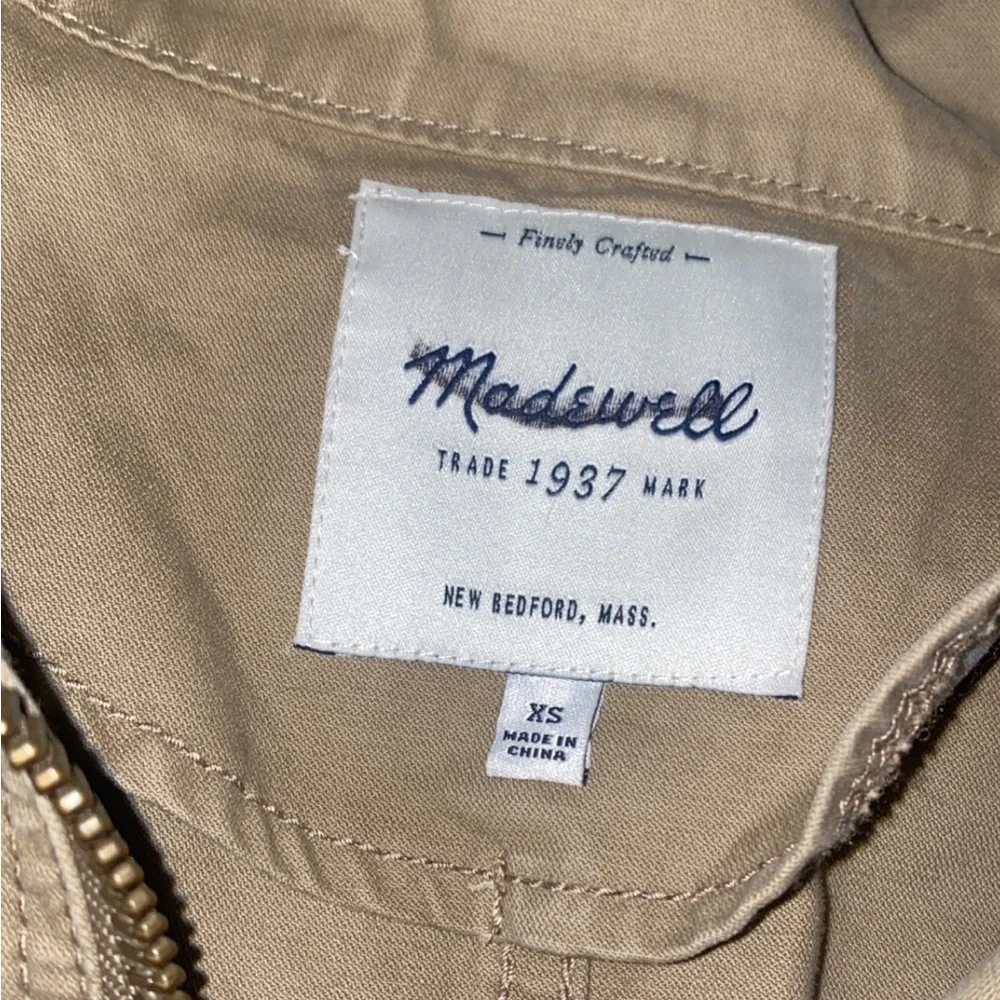 Finely Crafted
Madewell
TRADE 1937 MARK
NEW BEDFORD, MASS.
XS
MADE IN
CHINA